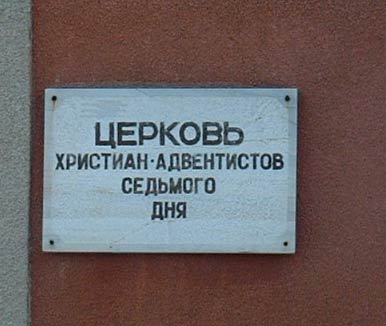 ЦЕРКОВЬ
ХРИСТИАН·АДВЕНТИСТОВ
СЕДЬМОГО
ДНЯ